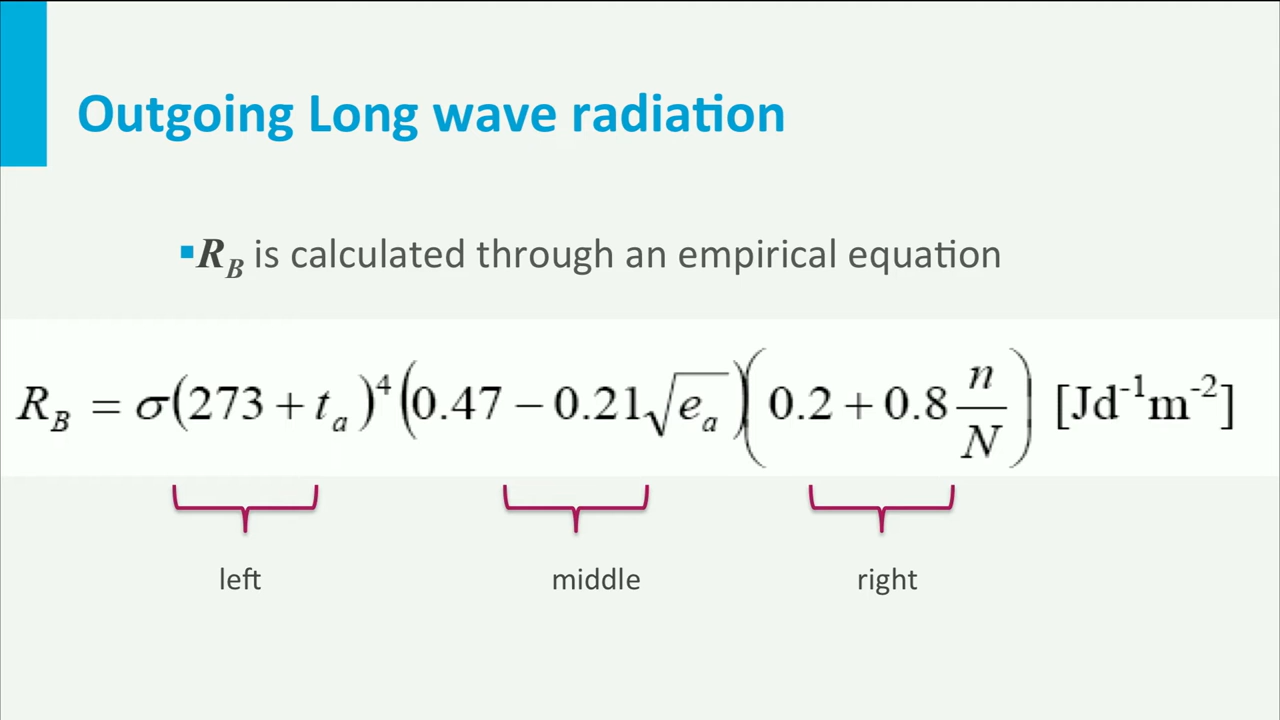 Outgoing Long wave radiation
▪R_B is calculated through an empirical equation
R_B = σ(273 + t_a)^4 (0.47 − 0.21√e_a)(0.2 + 0.8 n/N) [Jd^-1m^-2]
left middle right